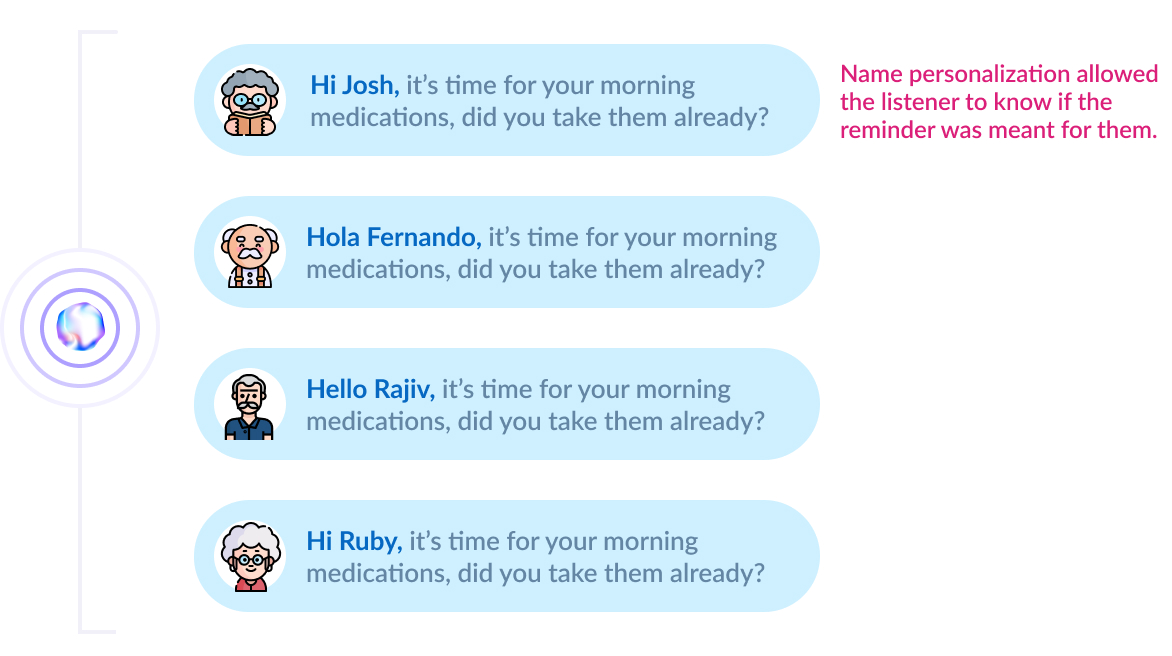 Hi Josh, it’s time for your morning
medications, did you take them already?
Name personalization allowed
the listener to know if the
reminder was meant for them.
Hola Fernando, it’s time for your morning
medications, did you take them already?
Hello Rajiv, it’s time for your morning
medications, did you take them already?
Hi Ruby, it’s time for your morning
medications, did you take them already?